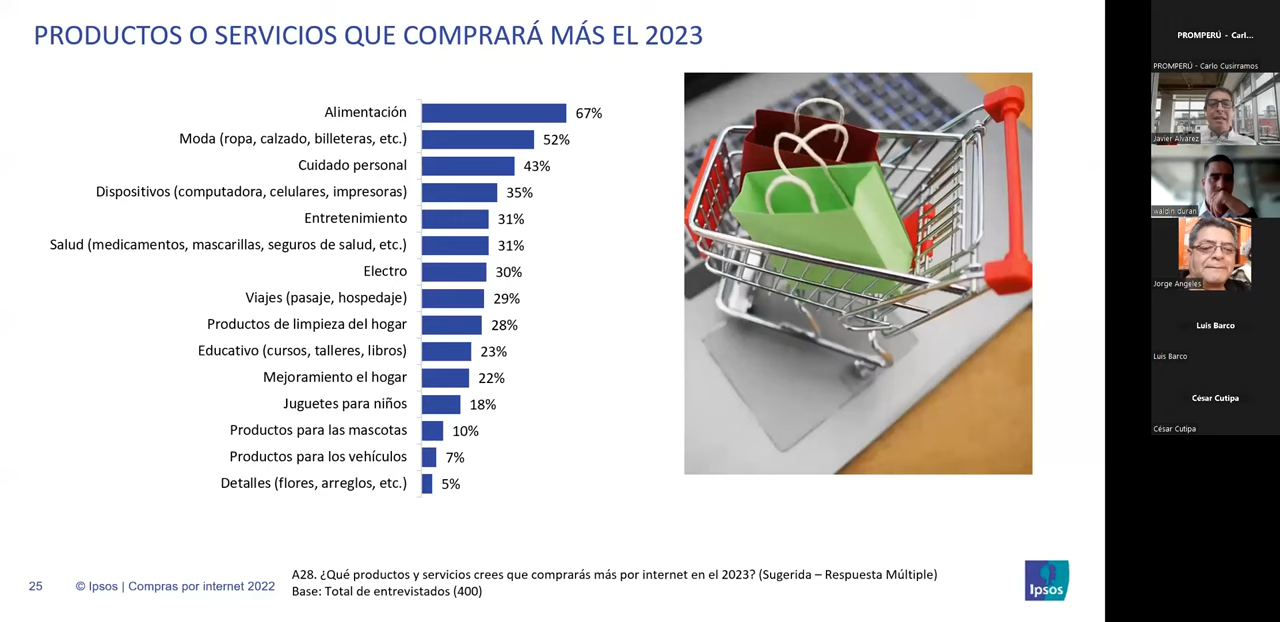 PRODUCTOS O SERVICIOS QUE COMPRARÁ MÁS EL 2023
Alimentación 67%
Moda (ropa, calzado, billeteras, etc.) 52%
Cuidado personal 43%
Dispositivos (computadora, celulares, impresoras) 35%
Entretenimiento 31%
Salud (medicamentos, mascarillas, seguros de salud, etc.) 31%
Electro 30%
Viajes (pasaje, hospedaje) 29%
Productos de limpieza del hogar 28%
Educativo (cursos, talleres, libros) 23%
Mejoramiento el hogar 22%
Juguetes para niños 18%
Productos para las mascotas 10%
Productos para los vehículos 7%
Detalles (flores, arreglos, etc.) 5%
25 © Ipsos | Compras por internet 2022
A28. ¿Qué productos y servicios crees que comprarás más por internet en el 2023? (Sugerida – Respuesta Múltiple)
Base: Total de entrevistados (400)
Ipsos
PROMPERÚ - Carl...
PROMPERÚ - Carlo Cusirramos
Javier Alvarez
waldin duran
Jorge Angeles
Luis Barco
Luis Barco
César Cutipa
César Cutipa